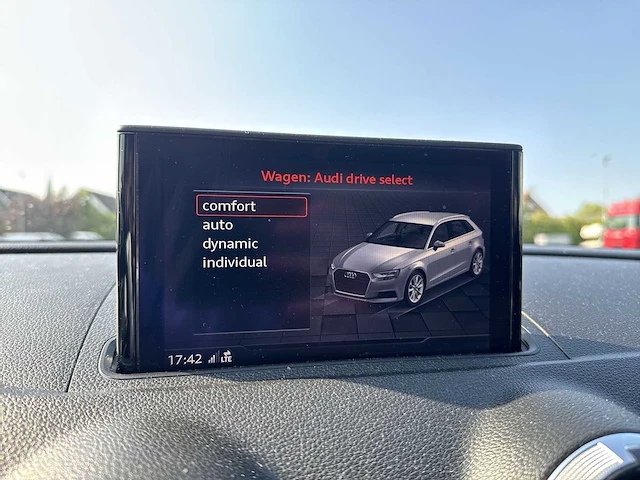 Wagen: Audi drive select
comfort
auto
dynamic
individual
17:42 LTE